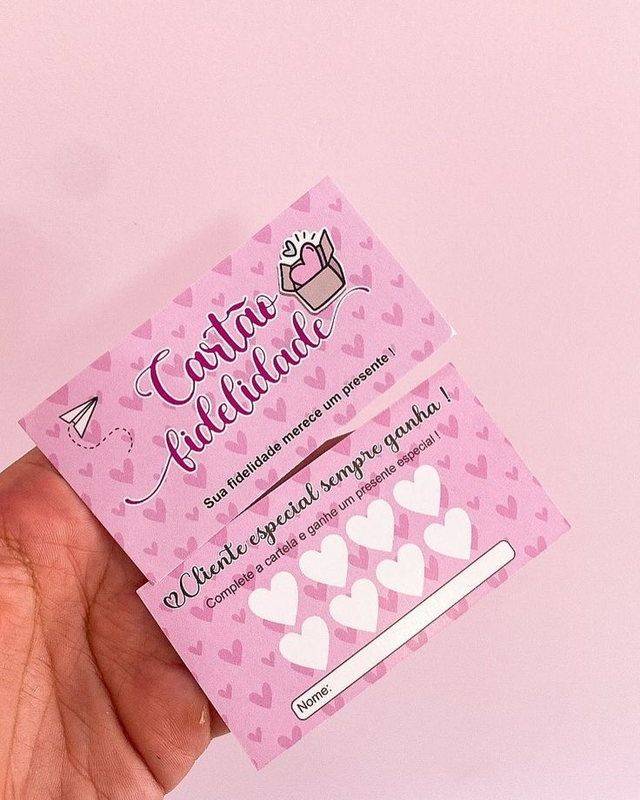 Cartão
fidelidade
Sua fidelidade merece um presente !
Cliente especial sempre ganha !
Complete a cartela e ganhe um presente especial !
Nome: